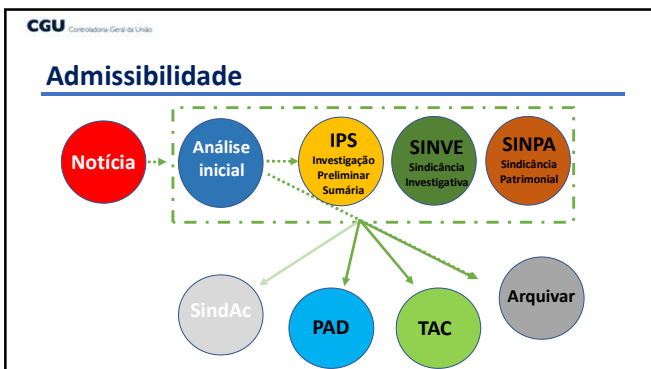 CGU Controladoria-Geral da União
Admissibilidade
Notícia
Análise
inicial
IPS
Investigação
Preliminar
Sumária
SINVE
Sindicância
Investigativa
SINPA
Sindicância
Patrimonial
SindAc
PAD
TAC
Arquivar